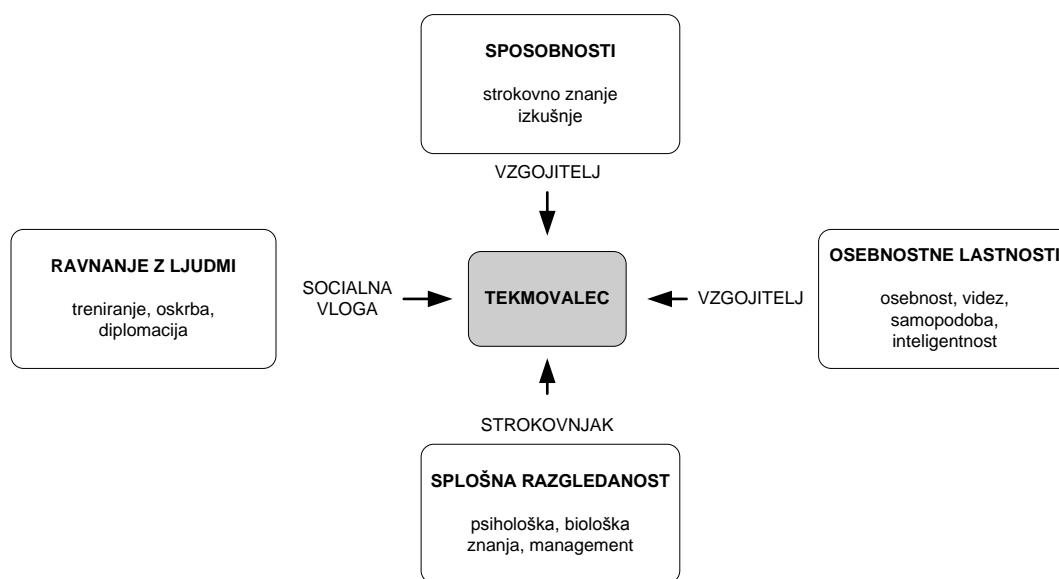 SPOSOBNOSTI
strokovno znanje
izkušnje
VZGOJITELJ
RAVNANJE Z LJUDMI
treniranje, oskrba,
diplomacija
SOCIALNA
VLOGA
TEKMOVALEC
VZGOJITELJ
OSEBNOSTNE LASTNOSTI
osebnost, videz,
samopodoba,
inteligentnost
STROKOVNJAK
SPLOŠNA RAZGLEDANOST
psihološka, biološka
znanja, management